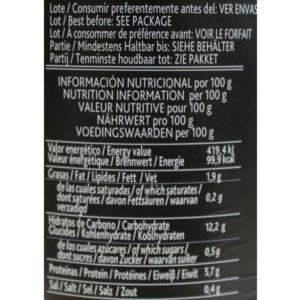 Lote / Consumir preferentemente antes del: VER ENVAS
Lot / Best before: SEE PACKAGE
Lot / À consommer de préférence avant: VOIR LE FORFAIT
Partie / Mindestens Haltbar bis: SIEHE BEHÄLTER
Partij / Tenminste houdbaar tot: ZIE PAKKET
INFORMACIÓN NUTRICIONAL por 100 g
NUTRITION INFORMATION per 100 g
VALEUR NUTRITIVE pour 100 g
NÄHRWERT pro 100 g
VOEDINGSWAARDEN per 100 g
Valor energético / Energy value 419,4 kJ
Valeur énergétique / Brennwert / Energie 99,9 kcal
Grasas / Fat / Lipides / Fett / Vet 1,9 g
de las cuales saturadas / of which saturates /
dont saturés / davon Fettsäuren / waarvan 0,2 g
verzadigd
Hidratos de Carbono / Carbohydrate 12,2 g
Glucides / Kohlenhydrate / Koolhydraten
de los cuales azúcares / of which sugars / 0,5 g
dont sucres / davon Zucker / waarvan suiker
Proteínas / Protein / Protéines / Eiweiß / Eiwit 5,7 g
Sal / Salt / Sel / Salz / Zout 0,4 g